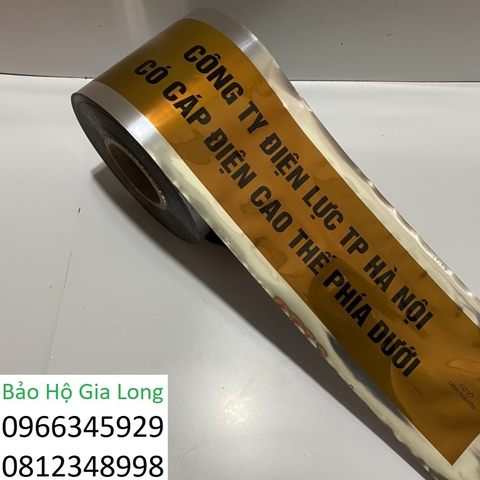 CÔNG TY ĐIỆN LỰC TP HÀ NỘI
CÓ CÁP ĐIỆN CAO THẾ PHÍA DƯỚI
Bảo Hộ Gia Long
0966345929
0812348998